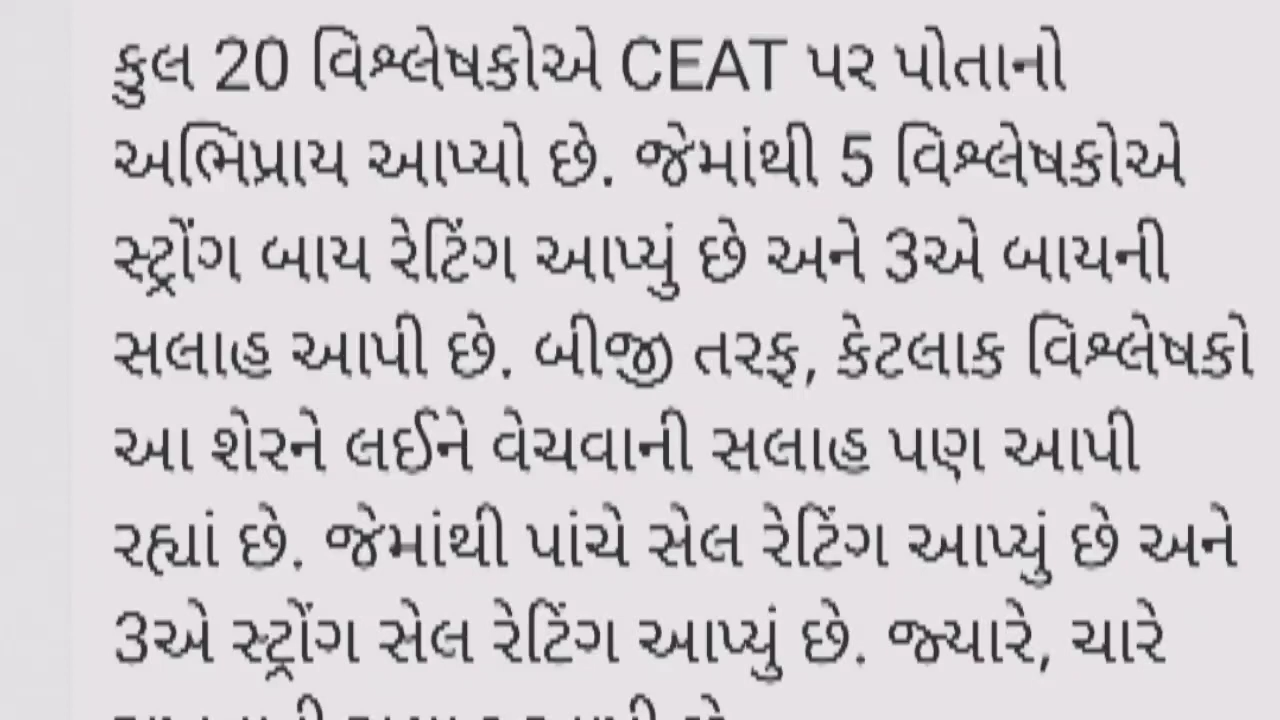 કુલ 20 વિશ્લેષકોએ CEAT પર પોતાનો
અભિપ્રાય આપ્યો છે. જેમાંથી 5 વિશ્લેષકોએ
સ્ટ્રોંગ બાય રેટિંગ આપ્યું છે અને 3એ બાયની
સલાહ આપી છે. બીજી તરફ, કેટલાક વિશ્લેષકો
આ શેરને લઈને વેચવાની સલાહ પણ આપી
રહ્યાં છે. જેમાંથી પાંચે સેલ રેટિંગ આપ્યું છે અને
3એ સ્ટ્રોંગ સેલ રેટિંગ આપ્યું છે. જ્યારે, ચારે